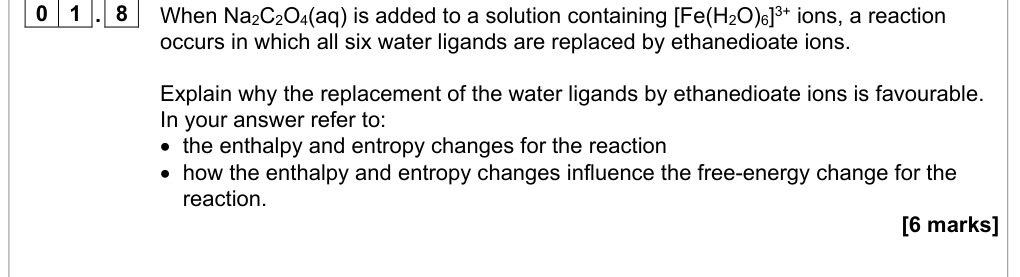 0 1 . 8 When Na₂C₂O₄(aq) is added to a solution containing [Fe(H₂O)₆]³⁺ ions, a reaction
occurs in which all six water ligands are replaced by ethanedioate ions.
Explain why the replacement of the water ligands by ethanedioate ions is favourable.
In your answer refer to:
• the enthalpy and entropy changes for the reaction
• how the enthalpy and entropy changes influence the free-energy change for the
reaction.
[6 marks]